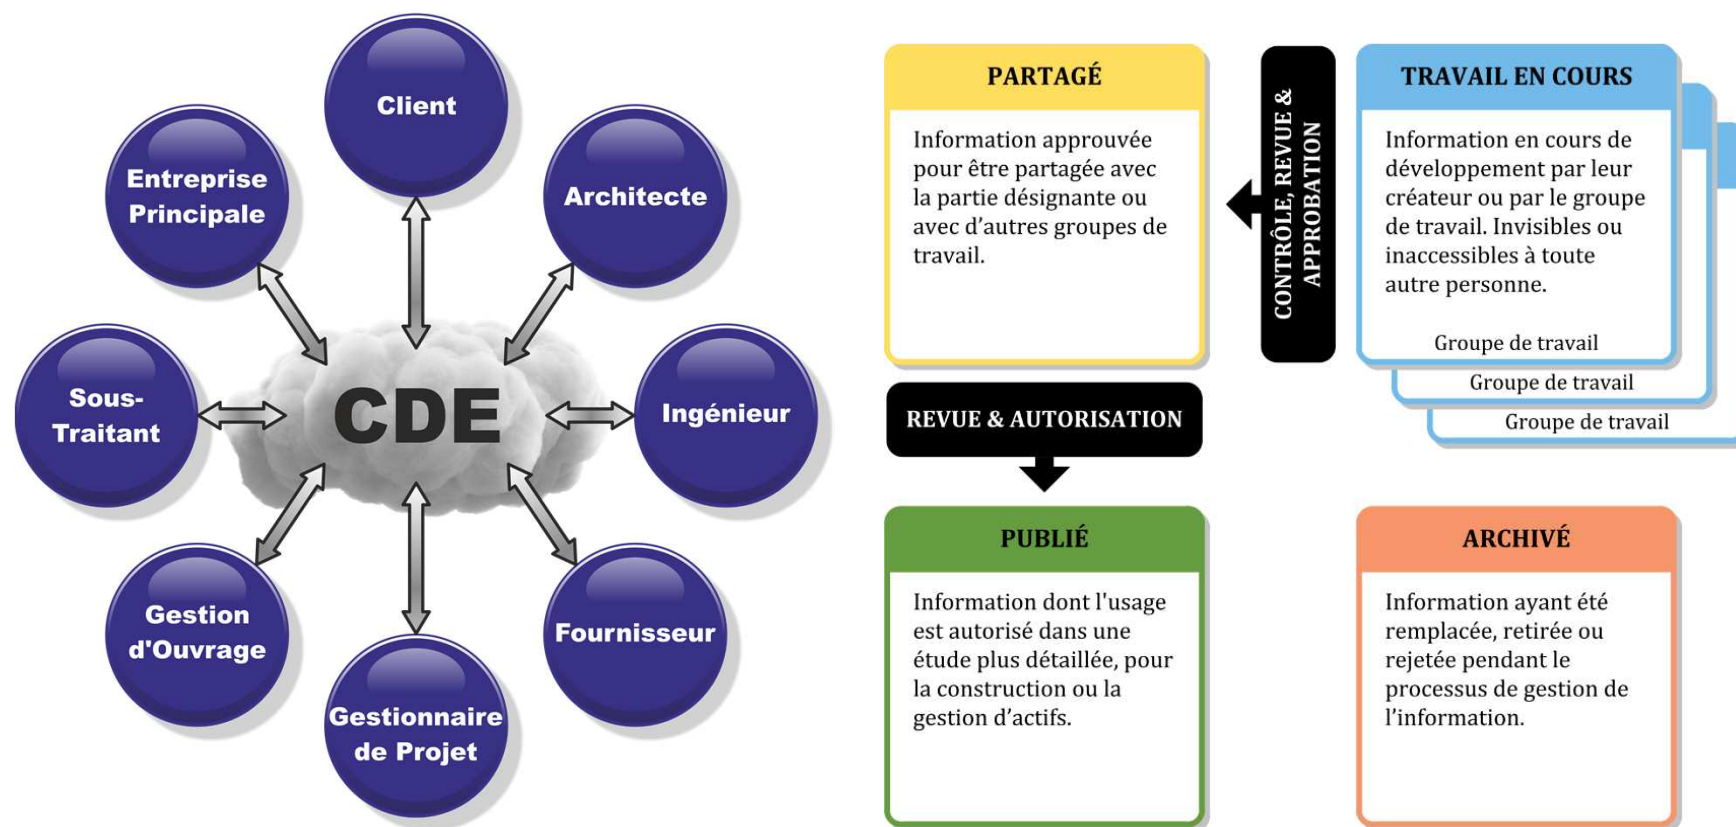 Client
Architecte
Ingénieur
Fournisseur
Gestionnaire
de Projet
Gestion
d'Ouvrage
Sous-
Traitant
Entreprise
Principale
CDE
PARTAGÉ
Information approuvée
pour être partagée avec
la partie désignante ou
avec d’autres groupes de
travail.
CONTRÔLE, REVUE &
APPROBATION
TRAVAIL EN COURS
Information en cours de
développement par leur
créateur ou par le groupe
de travail. Invisibles ou
inaccessibles à toute
autre personne.
Groupe de travail
Groupe de travail
Groupe de travail
REVUE & AUTORISATION
PUBLIÉ
Information dont l'usage
est autorisé dans une
étude plus détaillée, pour
la construction ou la
gestion d’actifs.
ARCHIVÉ
Information ayant été
remplacée, retirée ou
rejetée pendant le
processus de gestion de
l’information.